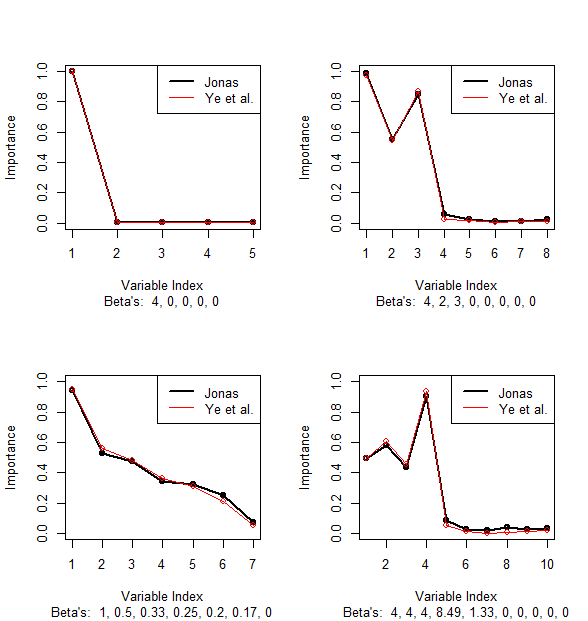 Importance
0.0 0.2 0.4 0.6 0.8 1.0
Jonas
Ye et al.
1 2 3 4 5
Variable Index
Beta's: 4, 0, 0, 0, 0
Importance
0.0 0.2 0.4 0.6 0.8 1.0
Jonas
Ye et al.
1 2 3 4 5 6 7 8
Variable Index
Beta's: 4, 2, 3, 0, 0, 0, 0, 0
Importance
0.0 0.2 0.4 0.6 0.8 1.0
Jonas
Ye et al.
1 2 3 4 5 6 7
Variable Index
Beta's: 1, 0.5, 0.33, 0.25, 0.2, 0.17, 0
Importance
0.0 0.2 0.4 0.6 0.8 1.0
Jonas
Ye et al.
2 4 6 8 10
Variable Index
Beta's: 4, 4, 4, 8.49, 1.33, 0, 0, 0, 0, 0